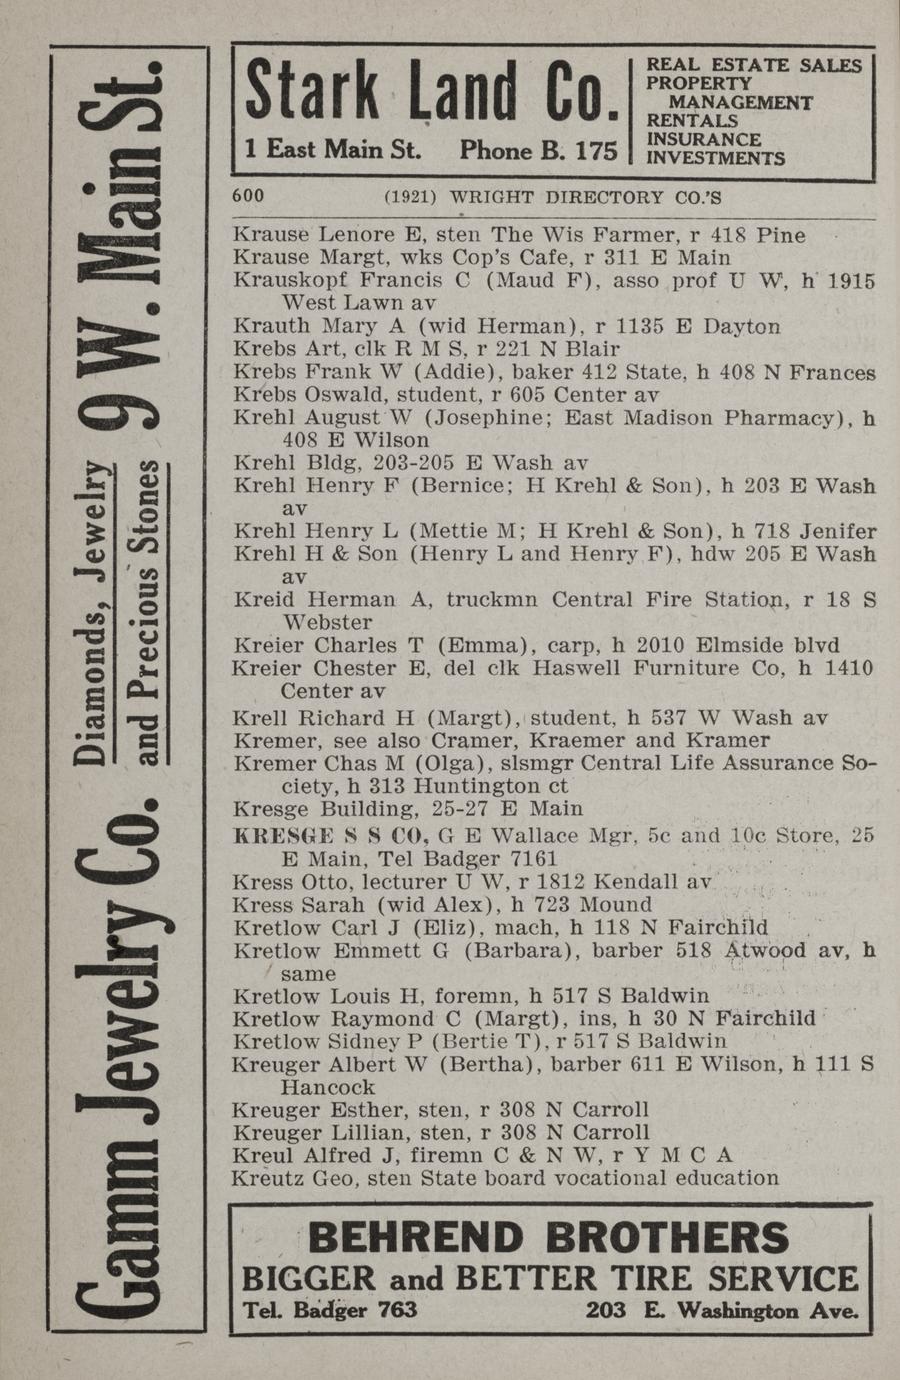 Gamm Jewelry Co. Diamonds, Jewelry and Precious Stones 9 W. Main St.
Stark Land Co.
1 East Main St. Phone B. 175
REAL ESTATE SALES
PROPERTY
MANAGEMENT
RENTALS
INSURANCE
INVESTMENTS
600 (1921) WRIGHT DIRECTORY CO.'S
Krause Lenore E, sten The Wis Farmer, r 418 Pine
Krause Margt, wks Cop's Cafe, r 311 E Main
Krauskopf Francis C (Maud F), asso prof U W, h 1915
West Lawn av
Krauth Mary A (wid Herman), r 1135 E Dayton
Krebs Art, clk R M S, r 221 N Blair
Krebs Frank W (Addie), baker 412 State, h 408 N Frances
Krebs Oswald, student, r 605 Center av
Krehl August W (Josephine; East Madison Pharmacy), h
408 E Wilson
Krehl Bldg, 203-205 E Wash av
Krehl Henry F (Bernice; H Krehl & Son), h 203 E Wash
av
Krehl Henry L (Mettie M; H Krehl & Son), h 718 Jenifer
Krehl H & Son (Henry L and Henry F), hdw 205 E Wash
av
Kreid Herman A, truckmn Central Fire Station, r 18 S
Webster
Kreier Charles T (Emma), carp, h 2010 Elmside blvd
Kreier Chester E, del clk Haswell Furniture Co, h 1410
Center av
Krell Richard H (Margt), student, h 537 W Wash av
Kremer, see also Cramer, Kraemer and Kramer
Kremer Chas M (Olga), slsmgr Central Life Assurance So-
ciety, h 313 Huntington ct
Kresge Building, 25-27 E Main
KRESGE S S CO, G E Wallace Mgr, 5c and 10c Store, 25
E Main, Tel Badger 7161
Kress Otto, lecturer U W, r 1812 Kendall av
Kress Sarah (wid Alex), h 723 Mound
Kretlow Carl J (Eliz), mach, h 118 N Fairchild
Kretlow Emmett G (Barbara), barber 518 Atwood av, h
same
Kretlow Louis H, foremn, h 517 S Baldwin
Kretlow Raymond C (Margt), ins, h 30 N Fairchild
Kretlow Sidney P (Bertie T), r 517 S Baldwin
Kreuger Albert W (Bertha), barber 611 E Wilson, h 111 S
Hancock
Kreuger Esther, sten, r 308 N Carroll
Kreuger Lillian, sten, r 308 N Carroll
Kreul Alfred J, firemn C & N W, r Y M C A
Kreutz Geo, sten State board vocational education
BEHREND BROTHERS
BIGGER and BETTER TIRE SERVICE
Tel. Badger 763 203 E. Washington Ave.